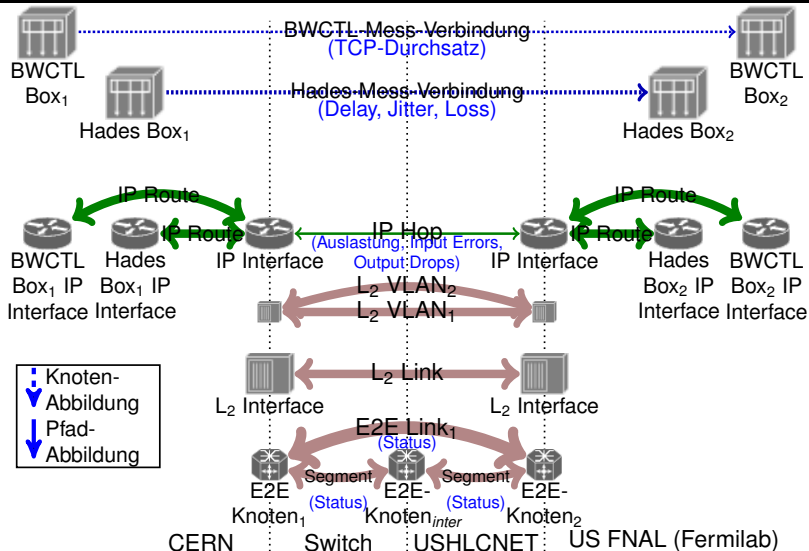 BWCTL-Mess-Verbindung
(TCP-Durchsatz)
BWCTL
Box1
BWCTL
Box2
Hades-Mess-Verbindung
(Delay, Jitter, Loss)
Hades Box1
Hades Box2
IP Route
IP Route
IP Route
IP Hop
IP Route
(Auslastung, Input Errors,
Output Drops)
BWCTL
Box1 IP
Interface
Hades
Box1 IP
Interface
IP Interface
IP Interface
Hades
Box2 IP
Interface
BWCTL
Box2 IP
Interface
L2 VLAN2
L2 VLAN1
L2 Link
L2 Interface
L2 Interface
Knoten-
Abbildung
Pfad-
Abbildung
E2E Link1
(Status)
Segment
Segment
(Status)
(Status)
E2E
Knoten1
E2E-
Knoteninter
E2E-
Knoten2
CERN
Switch
USHLCNET
US FNAL (Fermilab)